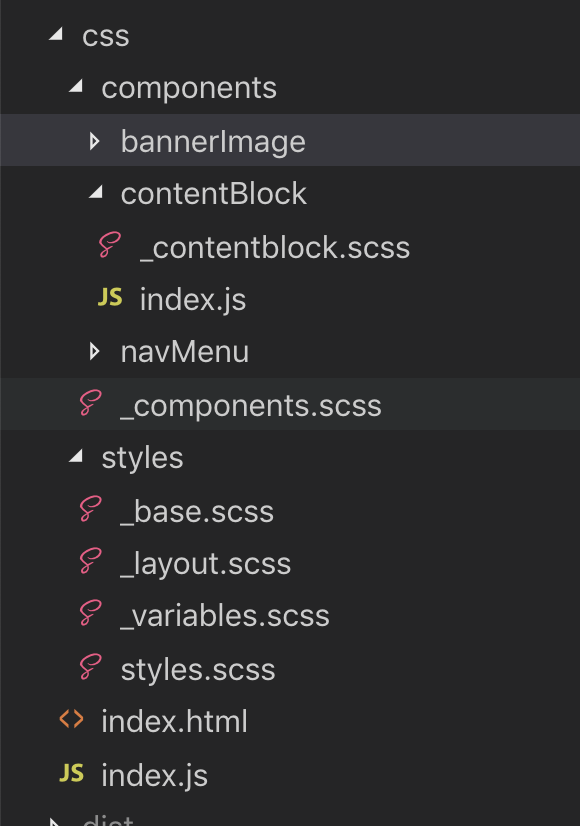 css
components
bannerImage
contentBlock
_contentblock.scss
JS index.js
navMenu
_components.scss
styles
_base.scss
_layout.scss
_variables.scss
styles.scss
<> index.html
JS index.js
dist